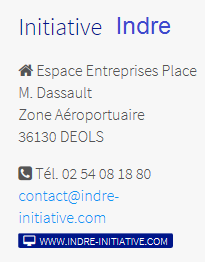 Initiative Indre
Espace Entreprises Place
M. Dassault
Zone Aéroportuaire
36130 DEOLS
Tél. 02 54 08 18 80
contact@indre-
initiative.com
WWW.INDRE-INITIATIVE.COM